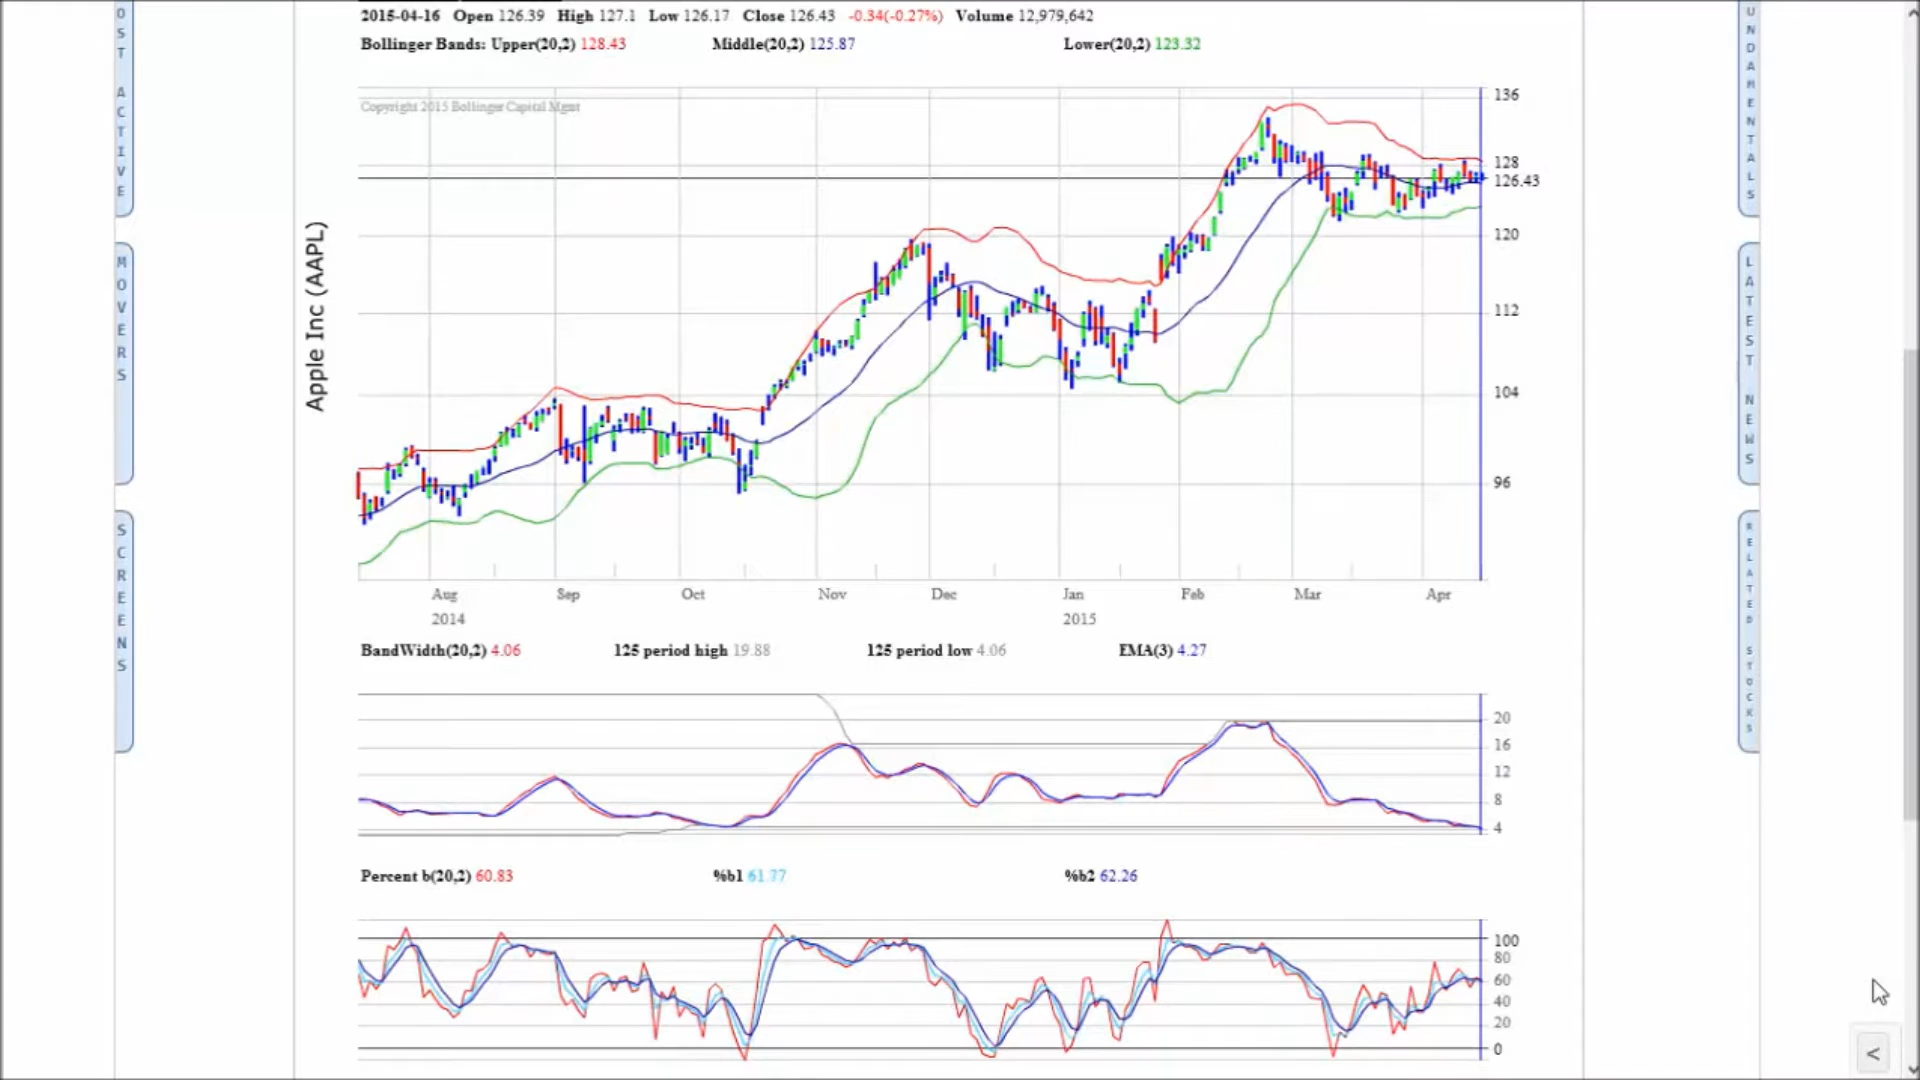 2015-04-16 Open 126.39 High 127.1 Low 126.17 Close 126.43 -0.34(-0.27%) Volume 12,979,642
Bollinger Bands: Upper(20,2) 128.43 Middle(20,2) 125.87 Lower(20,2) 123.32
Copyright 2015 Bollinger Capital Mgmt
Apple Inc (AAPL)
136
128
126.43
120
112
104
96
Aug Sep Oct Nov Dec Jan Feb Mar Apr
2014 2015
BandWidth(20,2) 4.06 125 period high 19.88 125 period low 4.06 EMA(3) 4.27
20
16
12
8
4
Percent b(20,2) 60.83 %b1 61.77 %b2 62.26
100
80
60
40
20
0
OST ACTIVE
MOVERS
SCREENS
UNDAMENTALS
LATEST NEWS
RELATED STOCKS
<